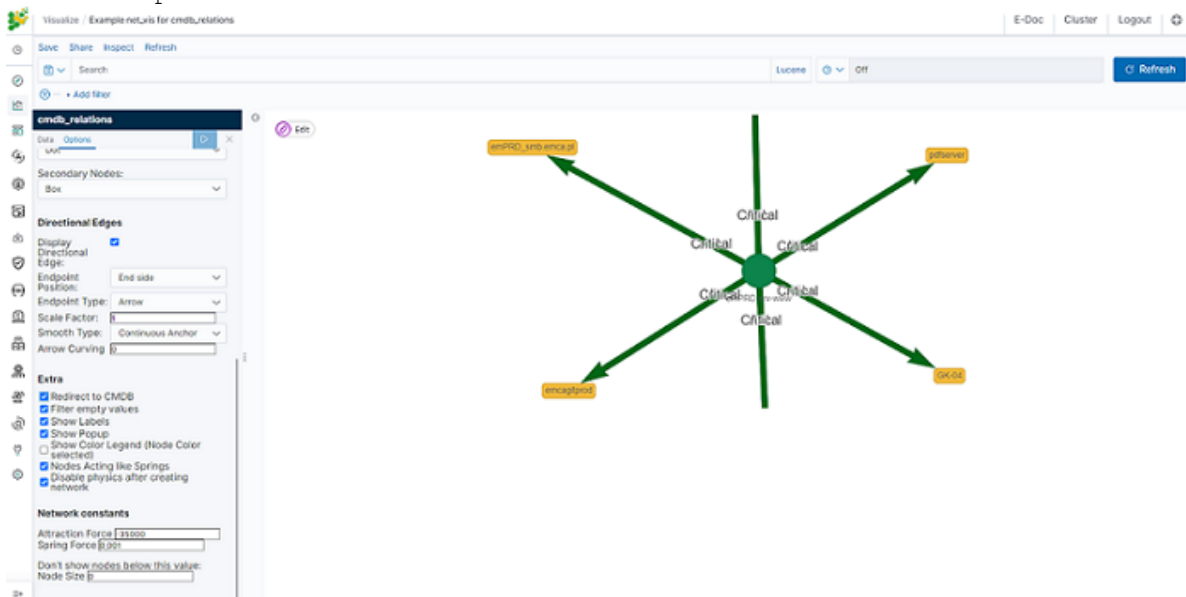 Visualize / Example net_vis for cmdb_relations
E-Doc Cluster Logout
Save Share Inspect Refresh
Search Lucene Off Refresh
+ Add filter
cmdb_relations
Data Options
Edit
Secondary Nodes:
Box
Directional Edges
Display Directional Edge:
Endpoint Position: End side
Endpoint Type: Arrow
Scale Factor:
Smooth Type: Continuous Anchor
Arrow Curving 0
Extra
Redirect to CMDB
Filter empty values
Show Labels
Show Popup
Show Color Legend (Node Color selected)
Nodes Acting like Springs
Disable physics after creating network
Network constants
Attraction Force 35000
Spring Force 0,001
Don't show nodes below this value:
Node Size 0
emPRO_smb.emca.pl
pdfserver
Critical
Critical
Critical
Critical
Critical
Critical
emcagitprod
GK-04